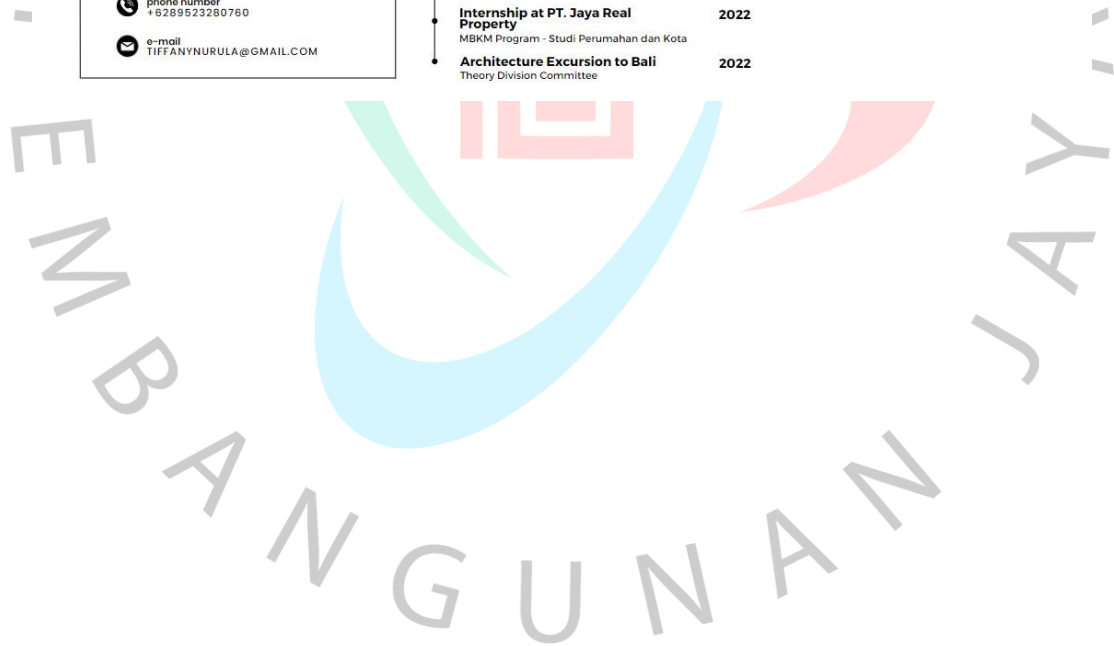 phone number
+6289523280760
e-mail
TIFFANYNURULA@GMAIL.COM
Internship at PT. Jaya Real 2022
Property
MBKM Program - Studi Perumahan dan Kota
Architecture Excursion to Bali 2022
Theory Division Committee
EMBANGUNAN JAY